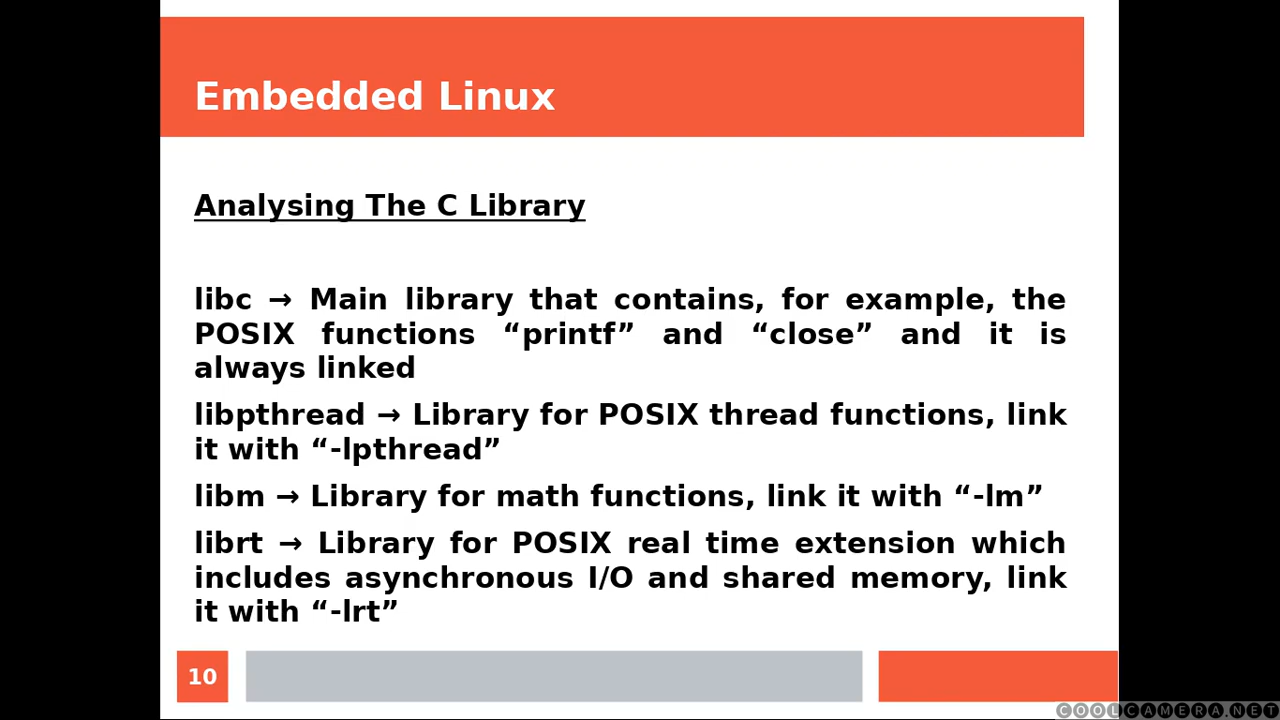 Embedded Linux
Analysing The C Library
libc → Main library that contains, for example, the
POSIX functions “printf” and “close” and it is
always linked
libpthread → Library for POSIX thread functions, link
it with “-lpthread”
libm → Library for math functions, link it with “-lm”
librt → Library for POSIX real time extension which
includes asynchronous I/O and shared memory, link
it with “-lrt”
10
COOLCAMERA.NET